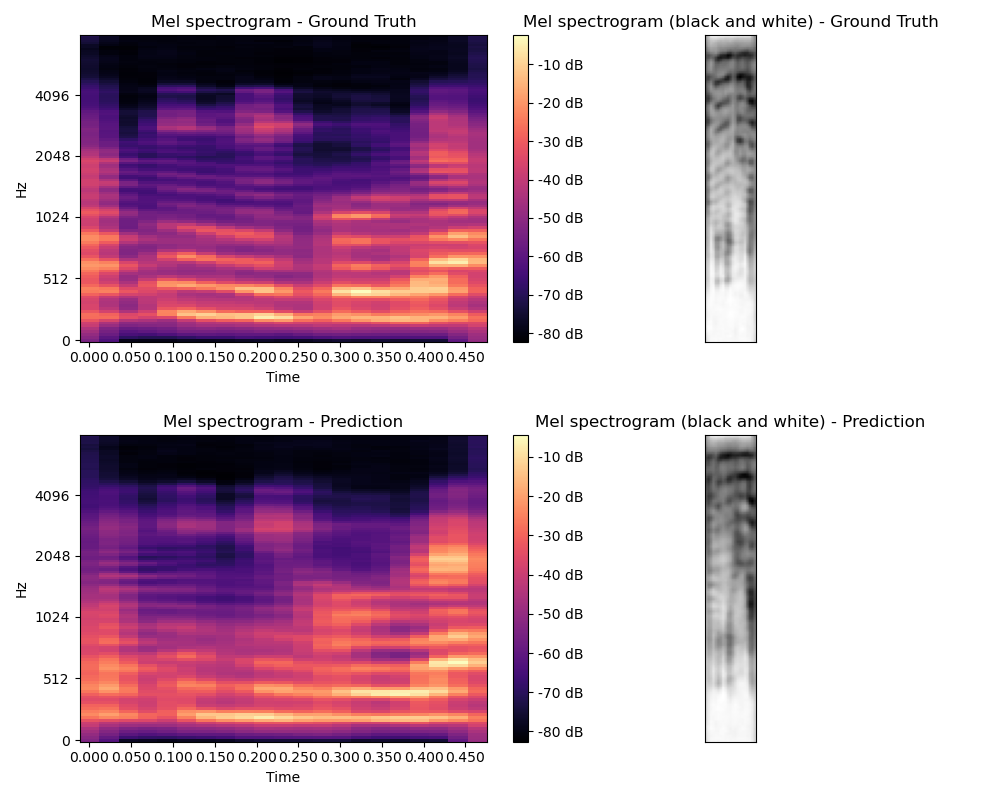 Mel spectrogram - Ground Truth
Mel spectrogram (black and white) - Ground Truth
Hz
4096
2048
1024
512
0
0.000 0.050 0.100 0.150 0.200 0.250 0.300 0.350 0.400 0.450
Time
-10 dB
-20 dB
-30 dB
-40 dB
-50 dB
-60 dB
-70 dB
-80 dB
Mel spectrogram - Prediction
Mel spectrogram (black and white) - Prediction
Hz
4096
2048
1024
512
0
0.000 0.050 0.100 0.150 0.200 0.250 0.300 0.350 0.400 0.450
Time
-10 dB
-20 dB
-30 dB
-40 dB
-50 dB
-60 dB
-70 dB
-80 dB